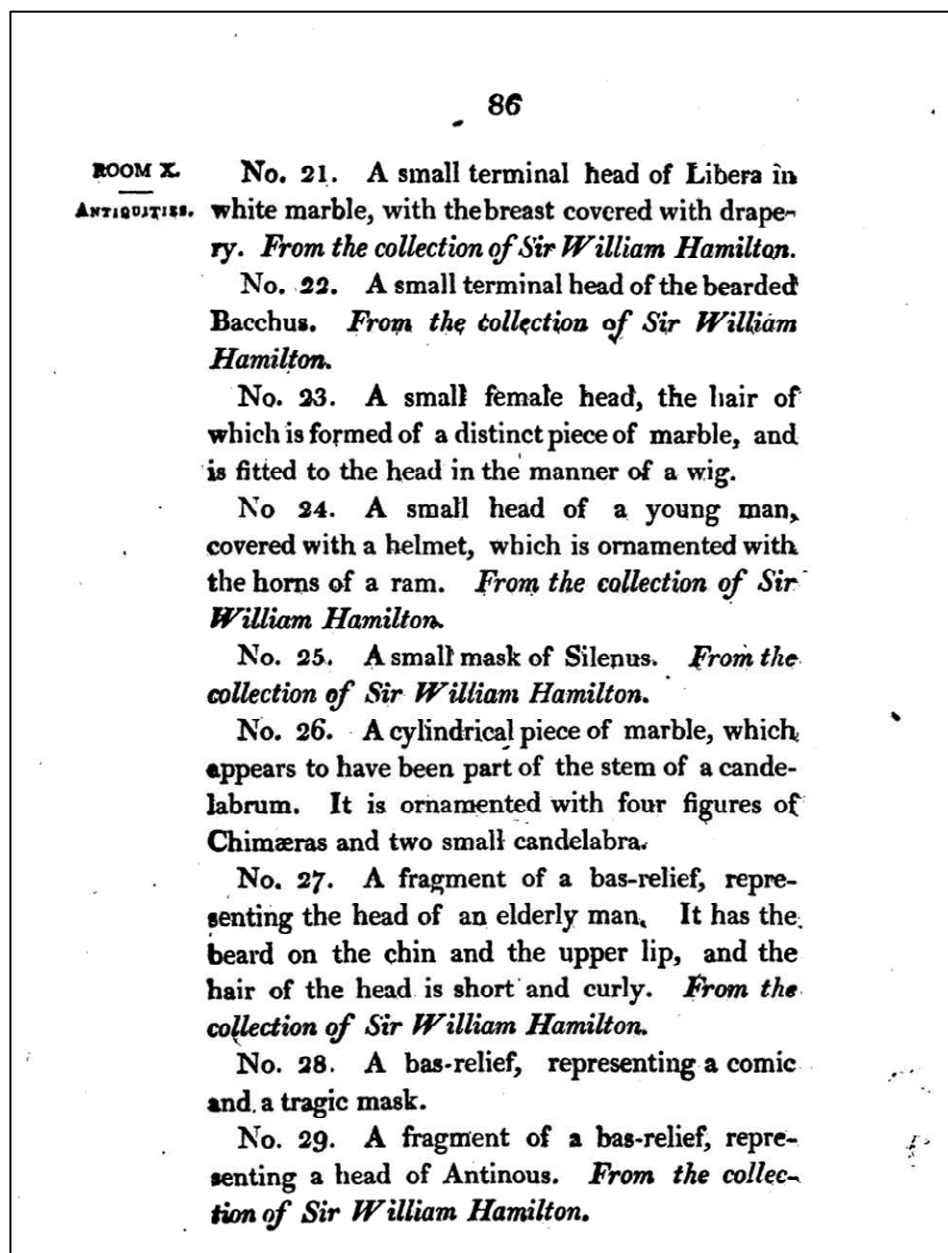 86
ROOM X.
ANTIQUITIES.
No. 21. A small terminal head of Libera in
white marble, with the breast covered with drape-
ry. From the collection of Sir William Hamilton.
No. 22. A small terminal head of the bearded
Bacchus. From the collection of Sir William
Hamilton.
No. 23. A small female head, the hair of
which is formed of a distinct piece of marble, and
is fitted to the head in the manner of a wig.
No 24. A small head of a young man,
covered with a helmet, which is ornamented with
the horns of a ram. From the collection of Sir
William Hamilton.
No. 25. A small mask of Silenus. From the
collection of Sir William Hamilton.
No. 26. A cylindrical piece of marble, which
appears to have been part of the stem of a cande-
labrum. It is ornamented with four figures of
Chimæras and two small candelabra.
No. 27. A fragment of a bas-relief, repre-
senting the head of an elderly man. It has the
beard on the chin and the upper lip, and the
hair of the head is short and curly. From the
collection of Sir William Hamilton.
No. 28. A bas-relief, representing a comic
and a tragic mask.
No. 29. A fragment of a bas-relief, repre-
senting a head of Antinous. From the collec-
tion of Sir William Hamilton.